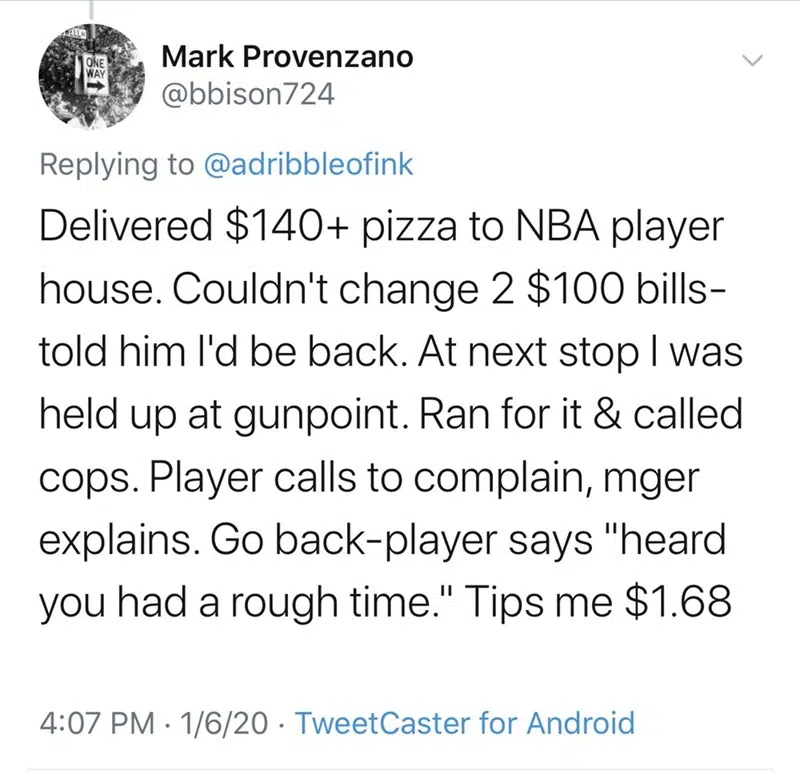 ONE
WAY
Mark Provenzano
@bbison724
Replying to @adribbleofink
Delivered $140+ pizza to NBA player
house. Couldn't change 2 $100 bills-
told him I'd be back. At next stop I was
held up at gunpoint. Ran for it & called
cops. Player calls to complain, mger
explains. Go back-player says "heard
you had a rough time." Tips me $1.68
4:07 PM · 1/6/20 · TweetCaster for Android